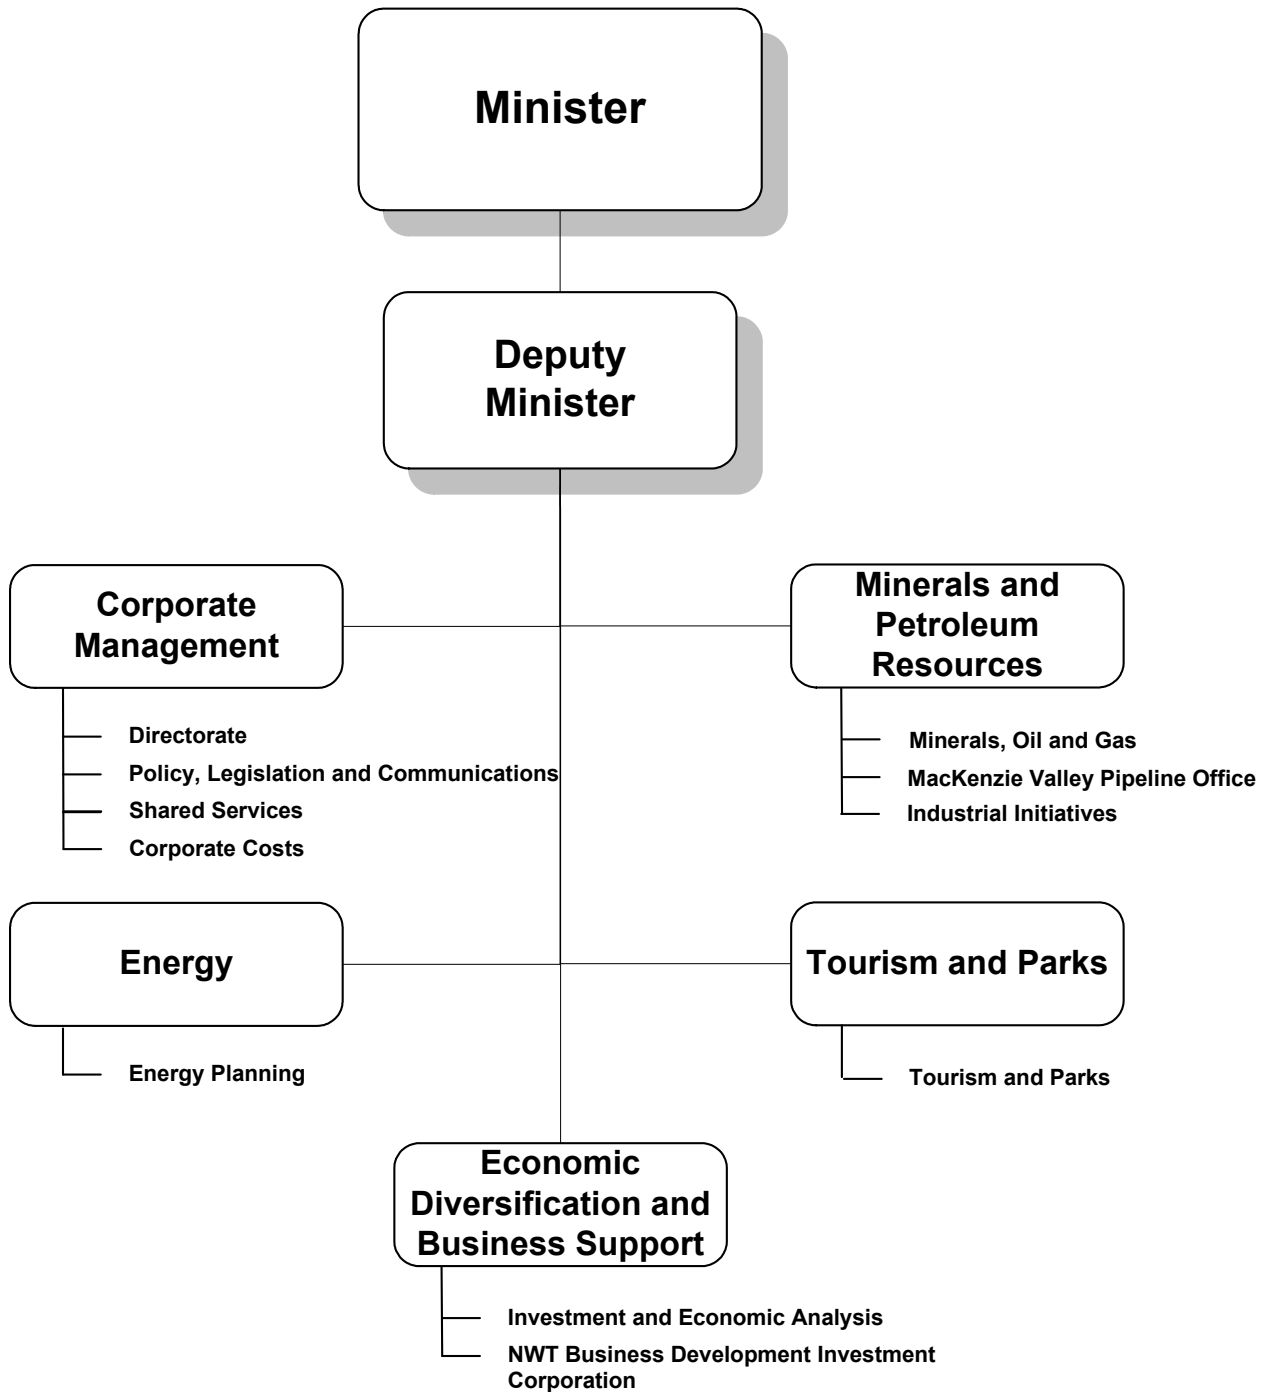 Minister
Deputy
Minister
Corporate
Management
Directorate
Policy, Legislation and Communications
Shared Services
Corporate Costs
Minerals and
Petroleum
Resources
Minerals, Oil and Gas
MacKenzie Valley Pipeline Office
Industrial Initiatives
Energy
Energy Planning
Tourism and Parks
Tourism and Parks
Economic
Diversification and
Business Support
Investment and Economic Analysis
NWT Business Development Investment
Corporation